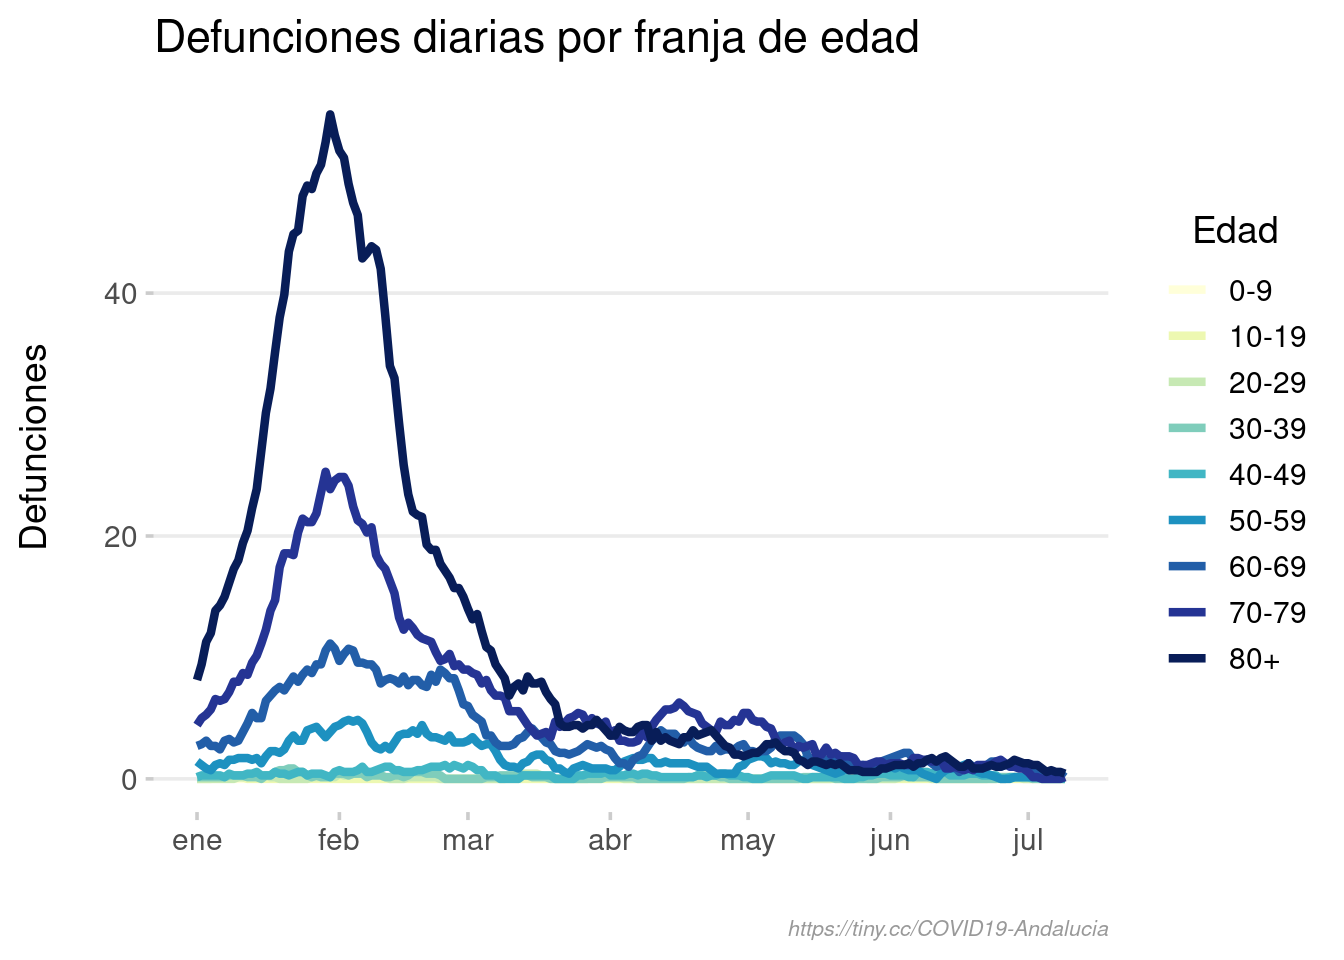 Defunciones diarias por franja de edad
Defunciones
40
20
0
ene feb mar abr may jun jul
Edad
0-9
10-19
20-29
30-39
40-49
50-59
60-69
70-79
80+
https://tiny.cc/COVID19-Andalucia